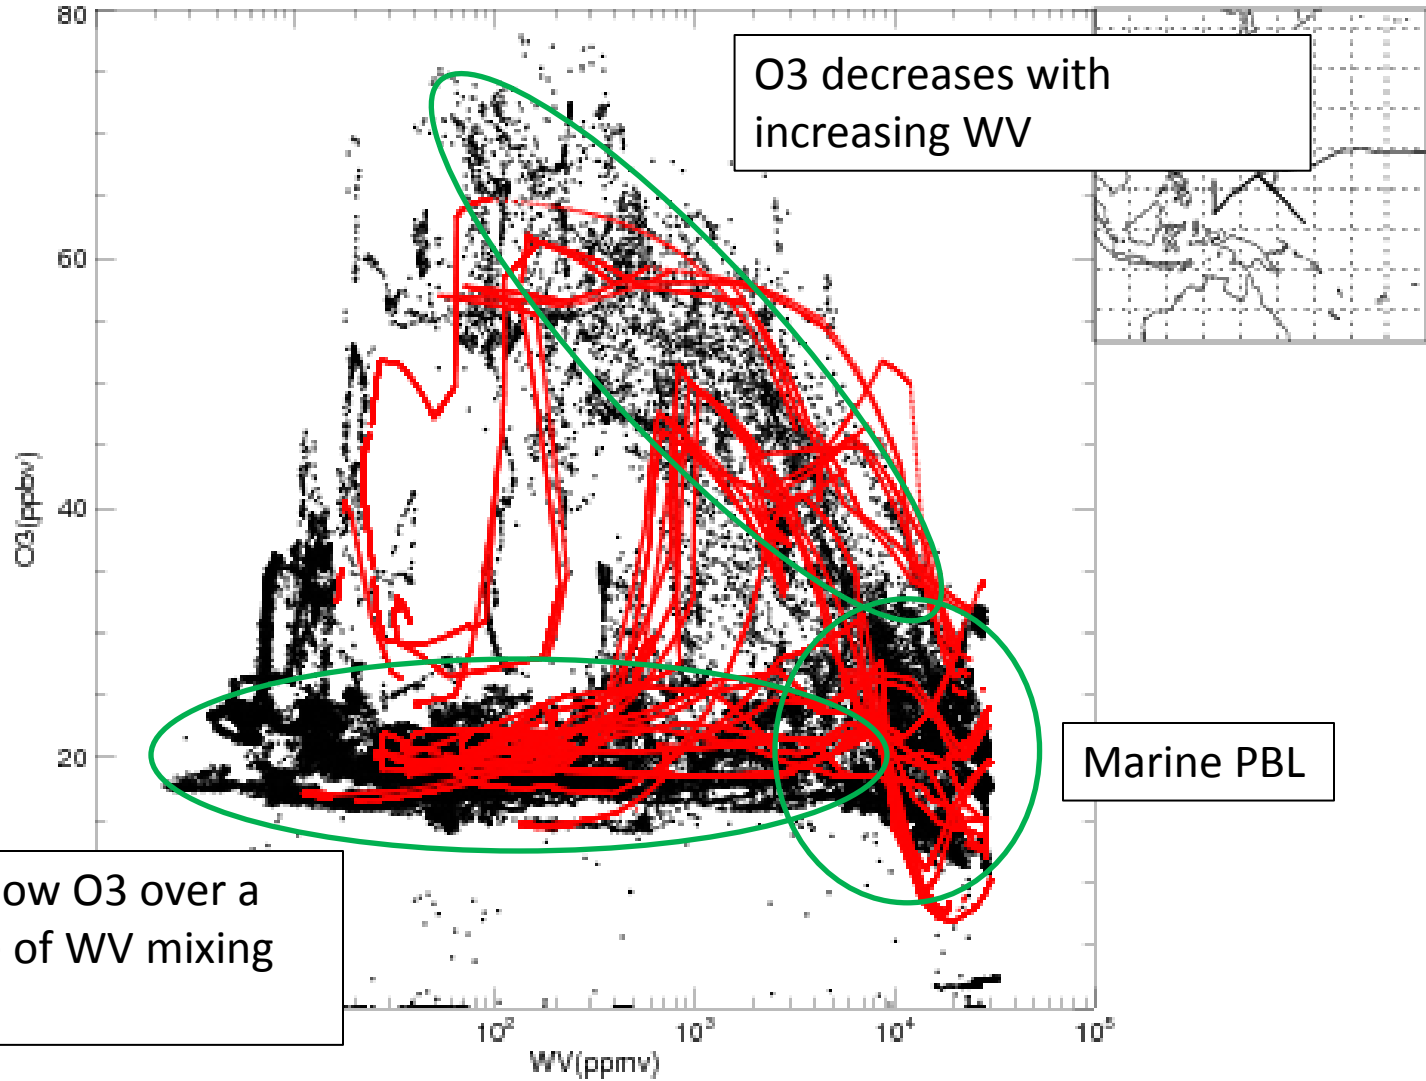 80
O3 decreases with
increasing WV
60
O3(ppbv)
40
20
Marine PBL
ow O3 over a
of WV mixing
10²
10³
10⁴
10⁵
WV(ppmv)